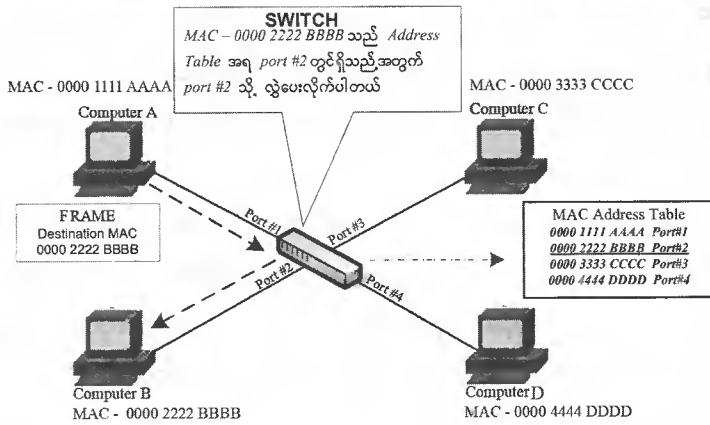 SWITCH
MAC – 0000 2222 BBBB သည် Address
Table အရ port #2 တွင်ရှိသည့်အတွက်
port #2 သို့ လွှဲပေးလိုက်ပါတယ်
MAC - 0000 1111 AAAA
Computer A
MAC - 0000 3333 CCCC
Computer C
FRAME
Destination MAC
0000 2222 BBBB
Port #1
Port #3
Port #2
Port #4
MAC Address Table
0000 1111 AAAA Port#1
0000 2222 BBBB Port#2
0000 3333 CCCC Port#3
0000 4444 DDDD Port#4
Computer B
MAC - 0000 2222 BBBB
Computer D
MAC - 0000 4444 DDDD